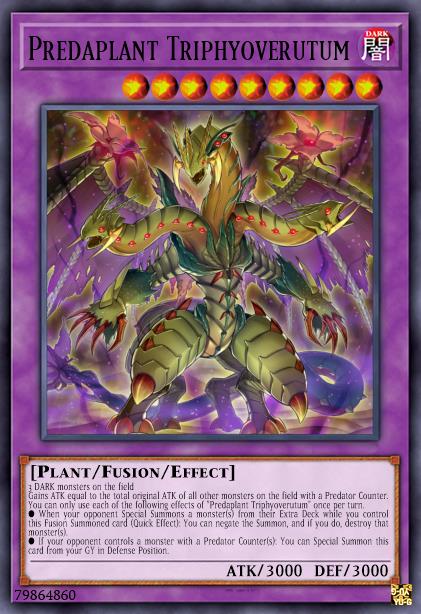 PREDAPLANT TRIPHYOVERUTUM
DARK
闇
[PLANT/FUSION/EFFECT]
3 DARK monsters on the field
Gains ATK equal to the total original ATK of all other monsters on the field with a Predator Counter.
You can only use each of the following effects of "Predaplant Triphyoverutum" once per turn.
● When your opponent Special Summons a monster(s) from their Extra Deck while you control
this Fusion Summoned card (Quick Effect): You can negate the Summon, and if you do, destroy that
monster(s).
● If your opponent controls a monster with a Predator Counter(s): You can Special Summon this
card from your GY in Defense Position.
ATK/3000 DEF/3000
79864860